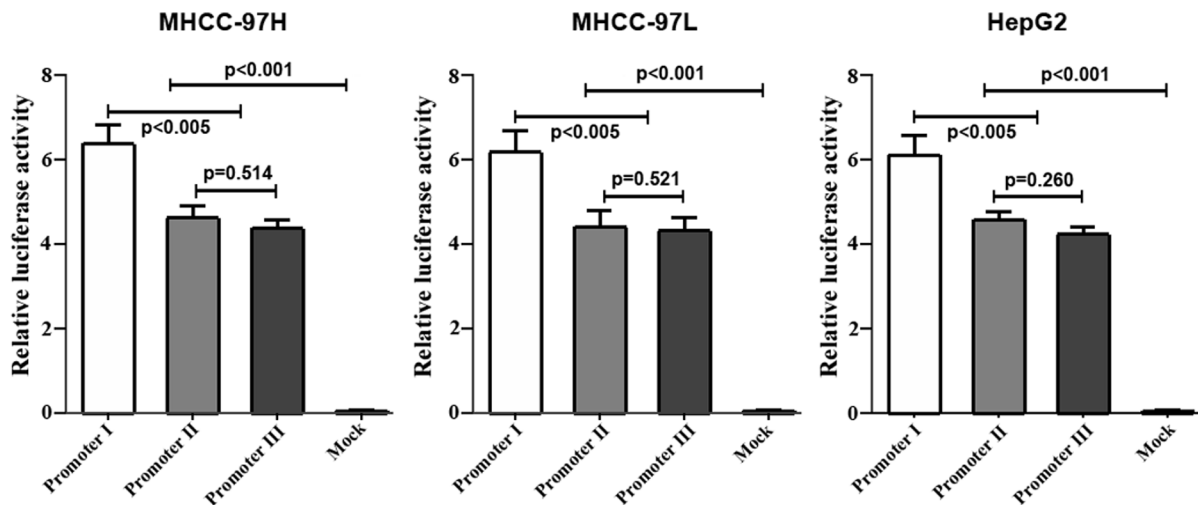 MHCC-97H
Relative luciferase activity
8
6
4
2
0
p<0.001
p<0.005
p=0.514
Promoter I
Promoter II
Promoter III
Mock
MHCC-97L
Relative luciferase activity
8
6
4
2
0
p<0.001
p<0.005
p=0.521
Promoter I
Promoter II
Promoter III
Mock
HepG2
Relative luciferase activity
8
6
4
2
0
p<0.001
p<0.005
p=0.260
Promoter I
Promoter II
Promoter III
Mock